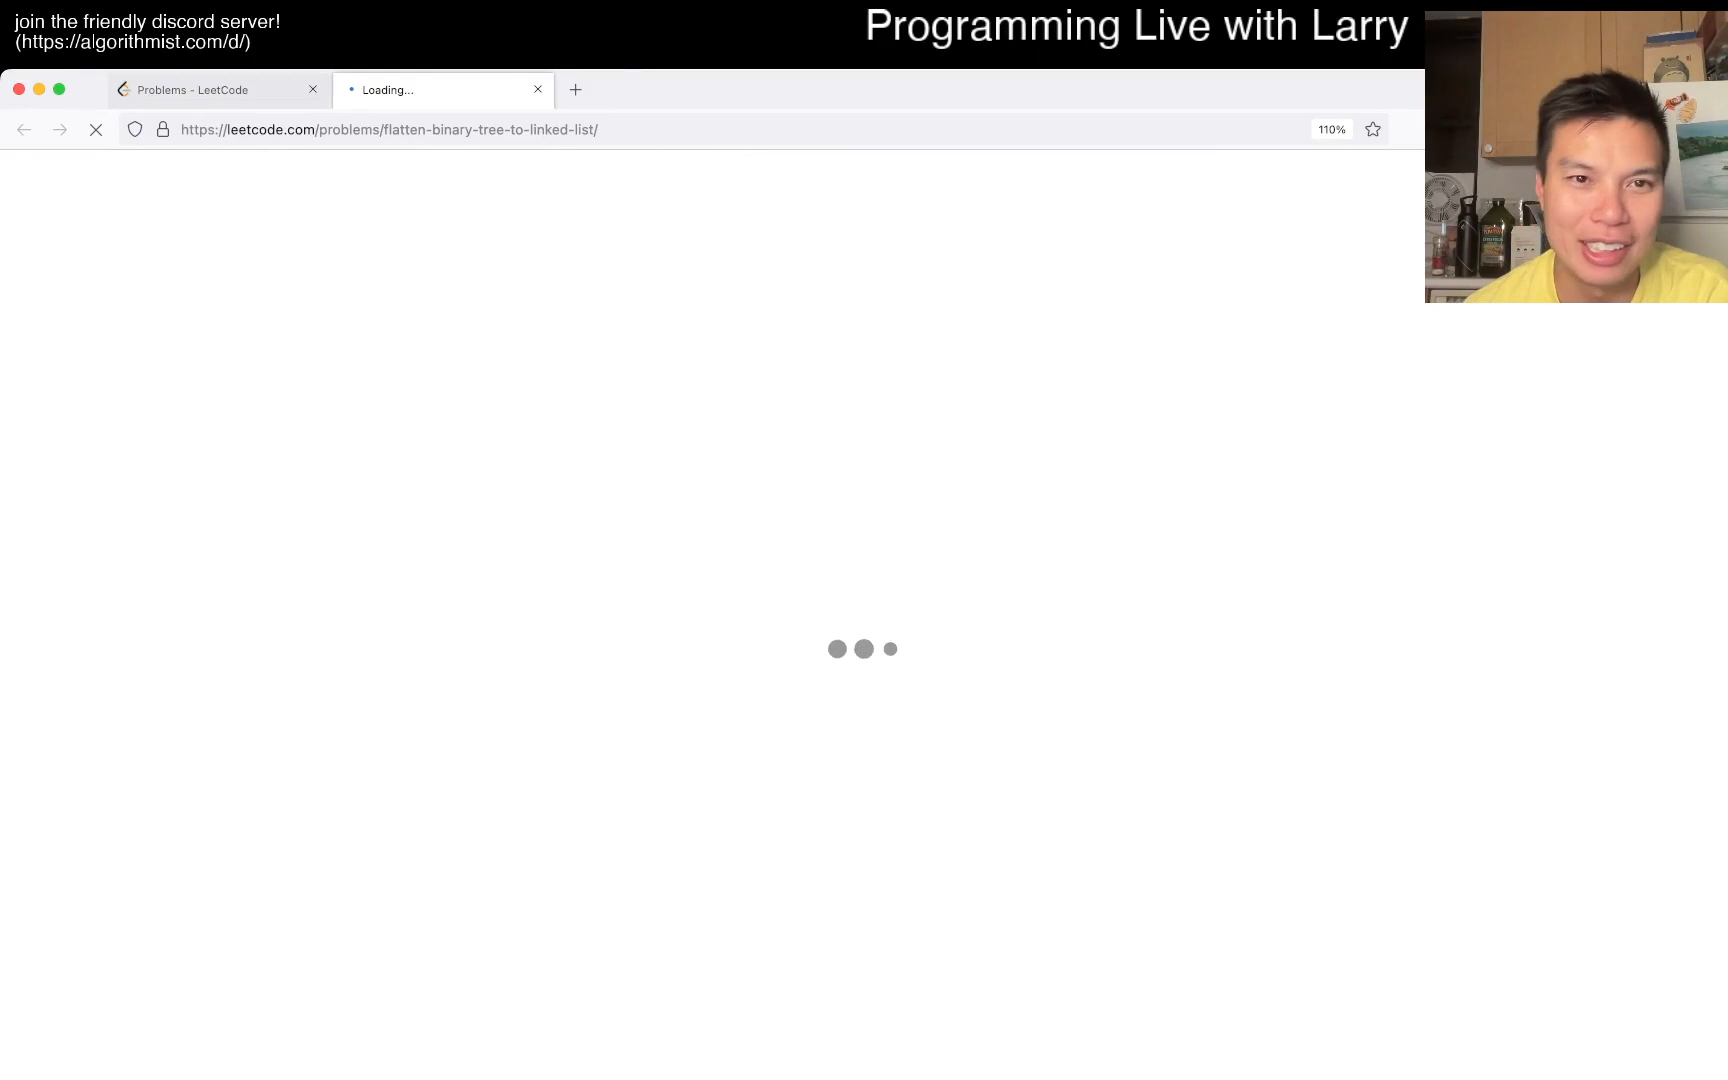 join the friendly discord server!
(https://algorithmist.com/d/)
Programming Live with Larry
Problems - LeetCode
Loading...
https://leetcode.com/problems/flatten-binary-tree-to-linked-list/
110%